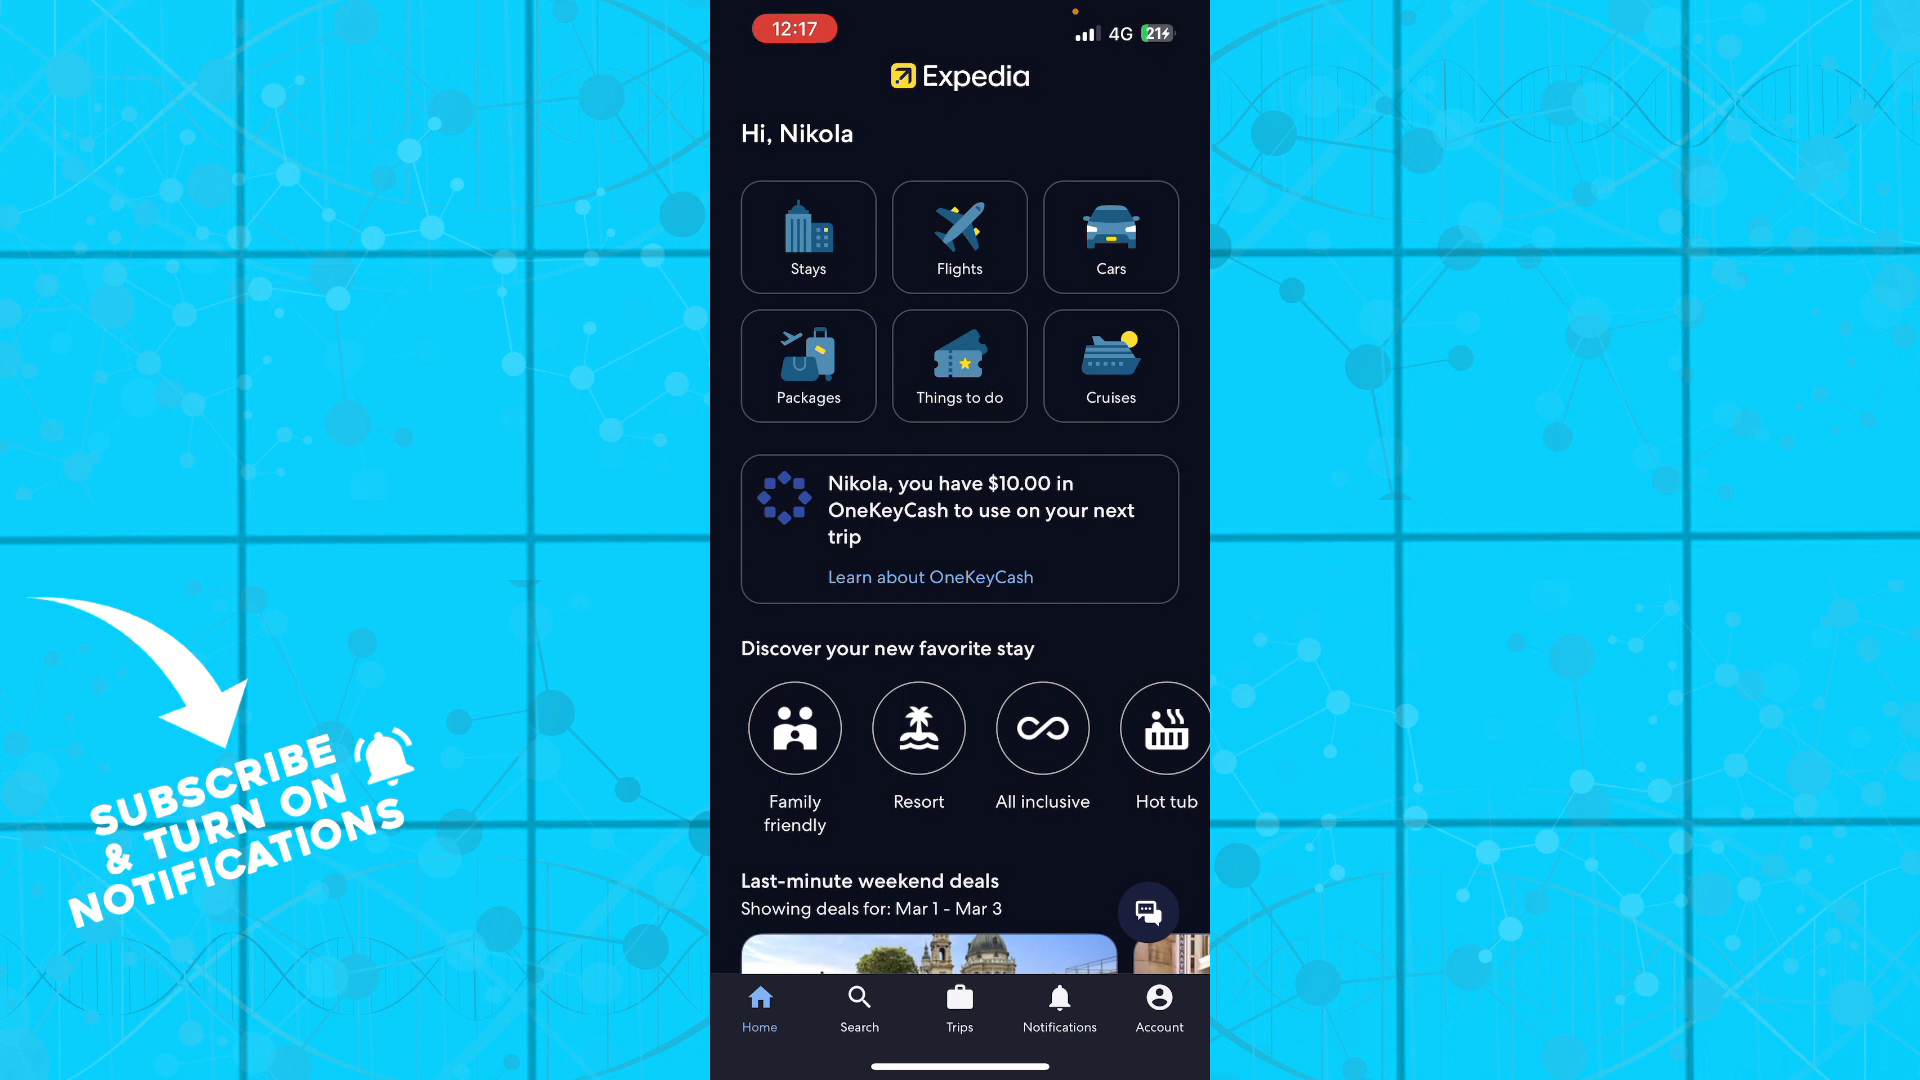 12:17
4G 21
Expedia
Hi, Nikola
Stays
Flights
Cars
Packages
Things to do
Cruises
Nikola, you have $10.00 in
OneKeyCash to use on your next
trip
Learn about OneKeyCash
Discover your new favorite stay
Family
friendly
Resort
All inclusive
Hot tub
Last-minute weekend deals
Showing deals for: Mar 1 - Mar 3
Home
Search
Trips
Notifications
Account
SUBSCRIBE
& TURN ON
NOTIFICATIONS